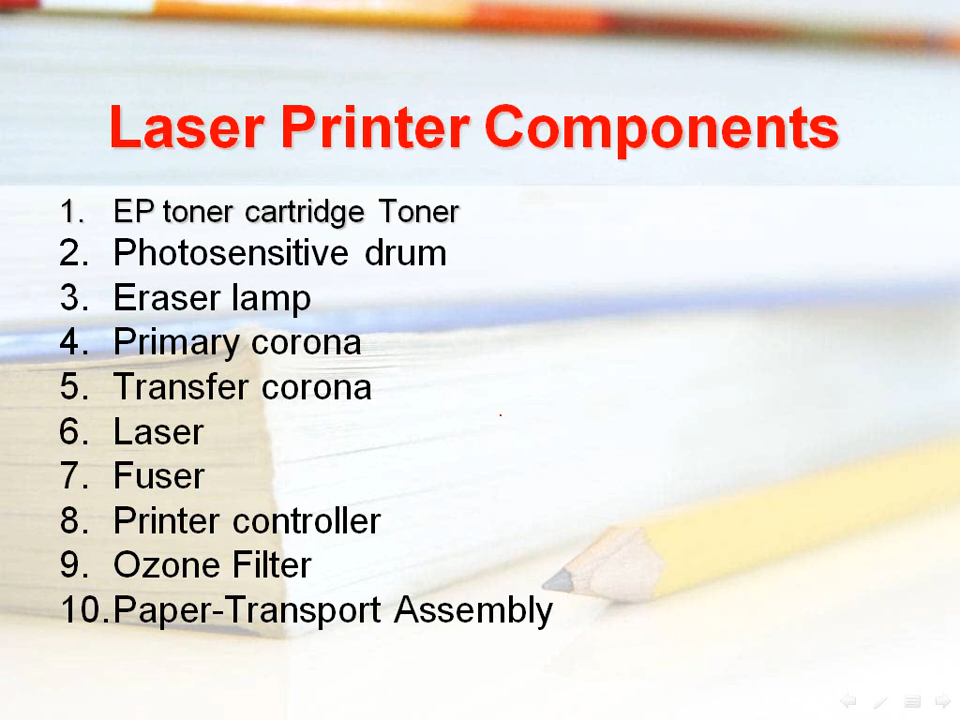 Laser Printer Components
1. EP toner cartridge Toner
2. Photosensitive drum
3. Eraser lamp
4. Primary corona
5. Transfer corona
6. Laser
7. Fuser
8. Printer controller
9. Ozone Filter
10. Paper-Transport Assembly